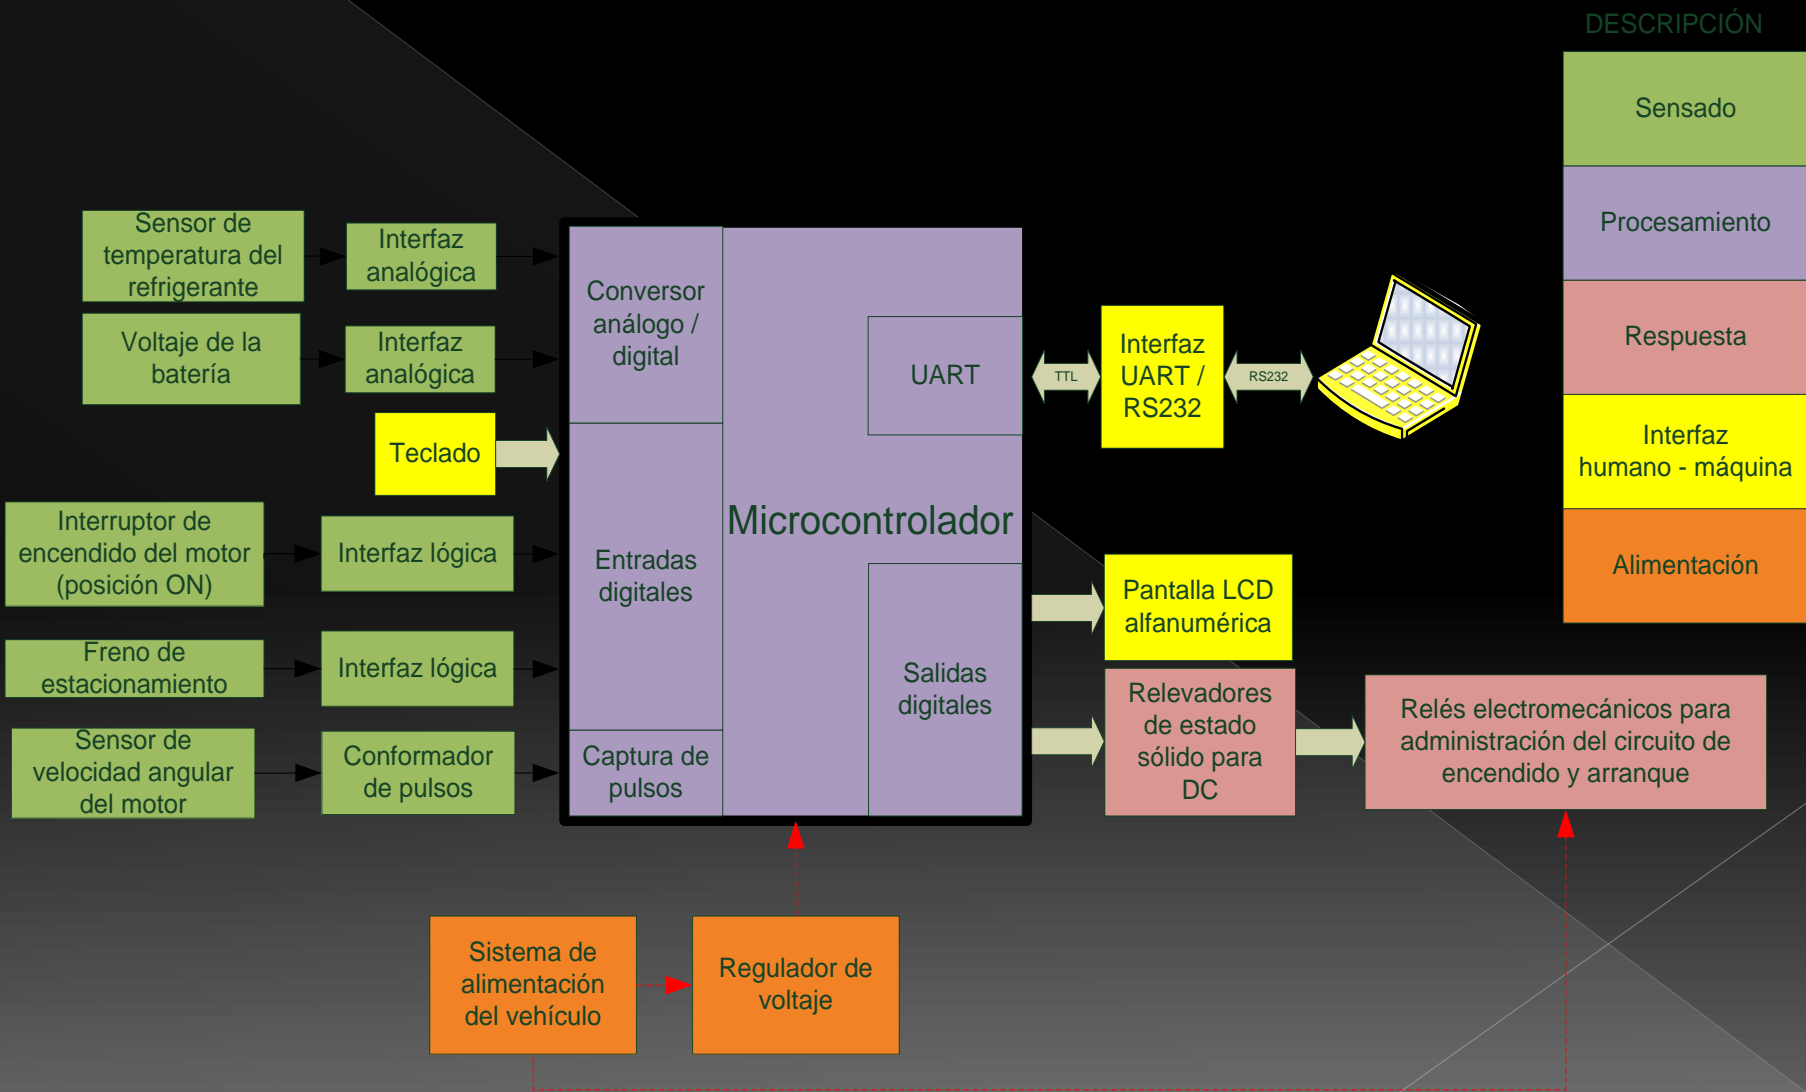 DESCRIPCIÓN
Sensado
Procesamiento
Respuesta
Interfaz
humano - máquina
Alimentación
Sensor de
temperatura del
refrigerante
Interfaz
analógica
Voltaje de la
batería
Interfaz
analógica
Teclado
Interruptor de
encendido del motor
(posición ON)
Interfaz lógica
Freno de
estacionamiento
Interfaz lógica
Sensor de
velocidad angular
del motor
Conformador
de pulsos
Conversor
análogo /
digital
Entradas
digitales
Captura de
pulsos
Microcontrolador
UART
Salidas
digitales
TTL
Interfaz
UART /
RS232
RS232
Pantalla LCD
alfanumérica
Relevadores
de estado
sólido para
DC
Relés electromecánicos para
administración del circuito de
encendido y arranque
Sistema de
alimentación
del vehículo
Regulador de
voltaje